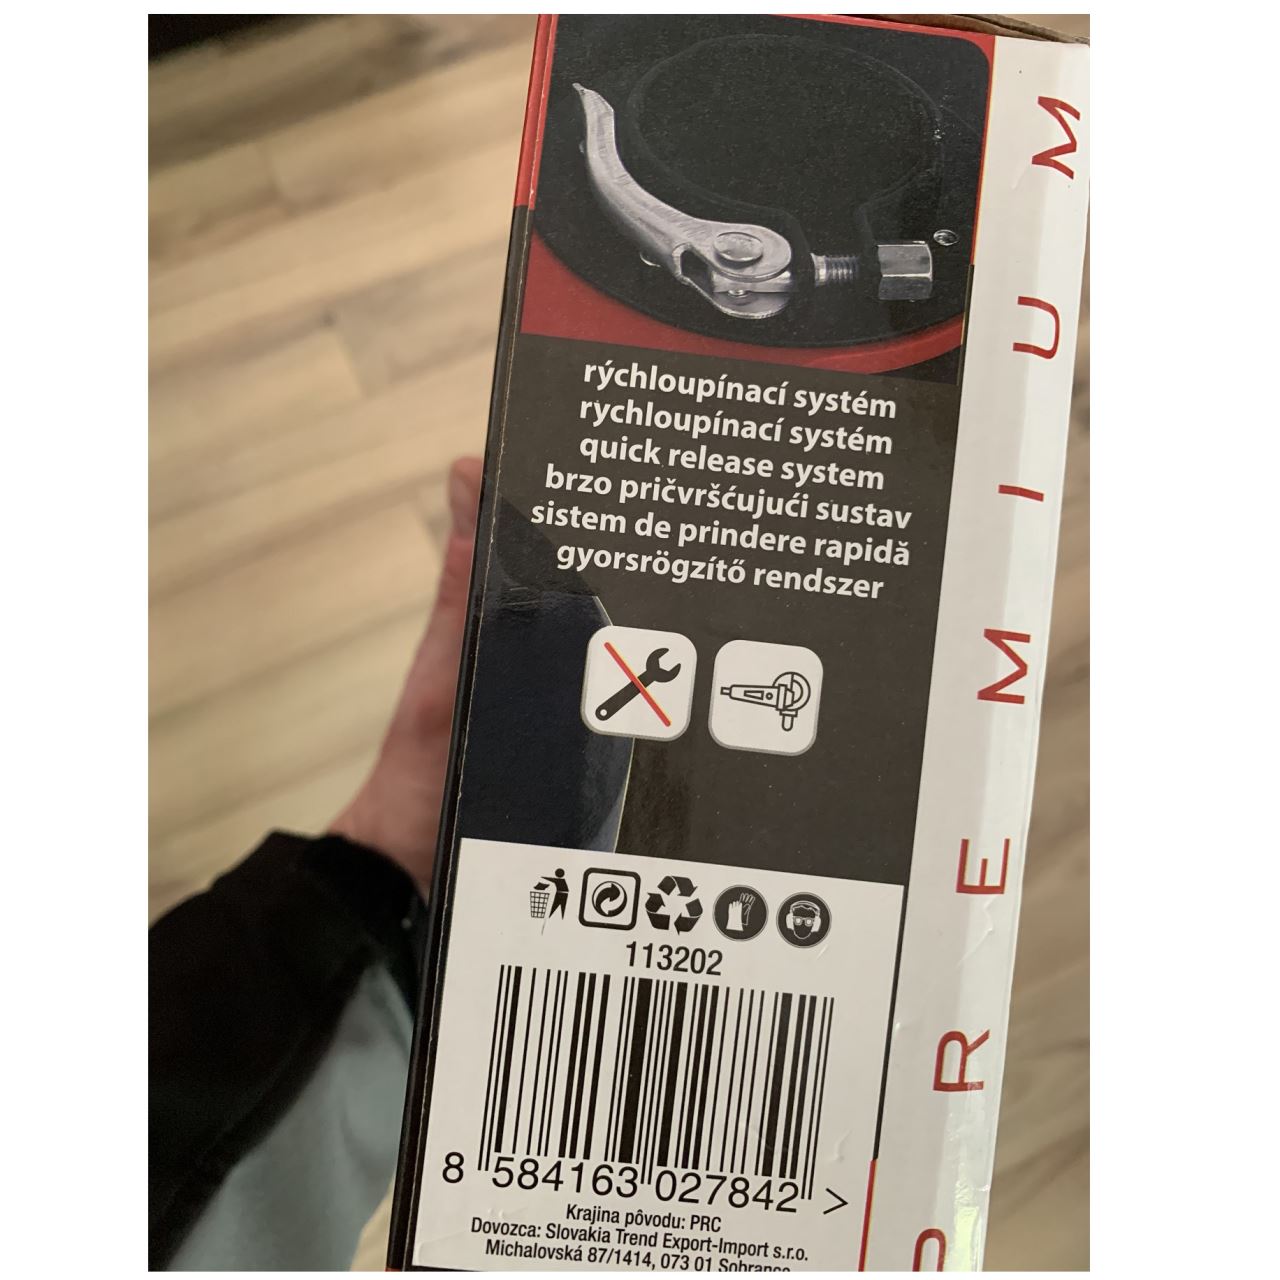 rýchloupínací systém
rychloupínací systém
quick release system
brzo pričvršćujući sustav
sistem de prindere rapidă
gyorsrögzítő rendszer
PREMIUM
113202
8 584163 027842 >
Krajina pôvodu: PRC
Dovozca: Slovakia Trend Export-Import s.r.o.
Michalovská 87/1414, 073 01 Sobrance